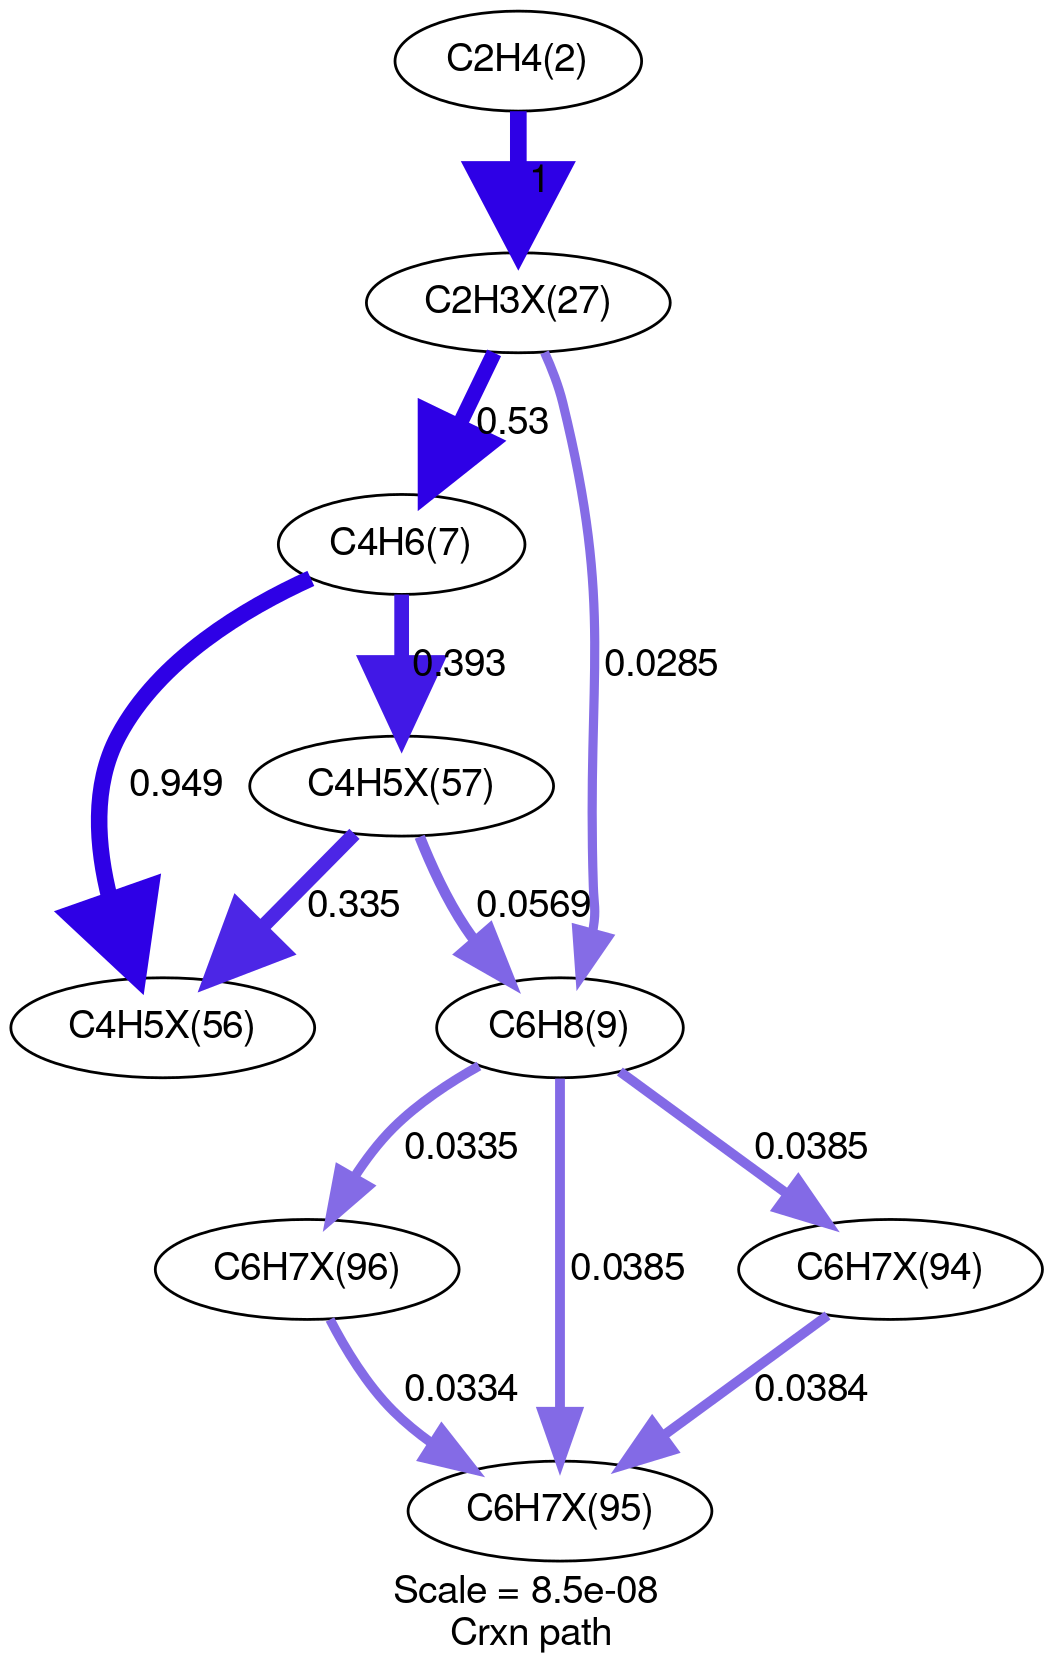 C2H4(2)
1
C2H3X(27)
0.53
C4H6(7)
0.393
0.0285
0.949
C4H5X(57)
0.335
0.0569
C4H5X(56)
C6H8(9)
0.0335
0.0385
0.0385
C6H7X(96)
C6H7X(94)
0.0334
0.0384
C6H7X(95)
Scale = 8.5e-08
Crxn path